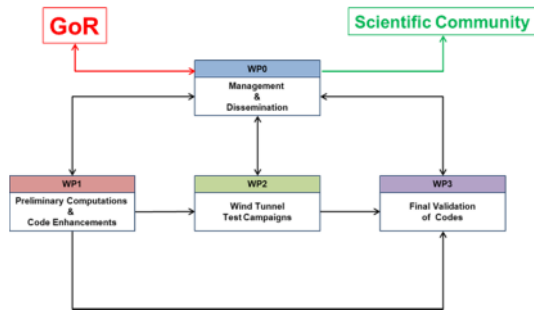 GoR
Scientific Community
WP0
Management
&
Dissemination
WP1
Preliminary Computations
&
Code Enhancements
WP2
Wind Tunnel
Test Campaigns
WP3
Final Validation
of Codes